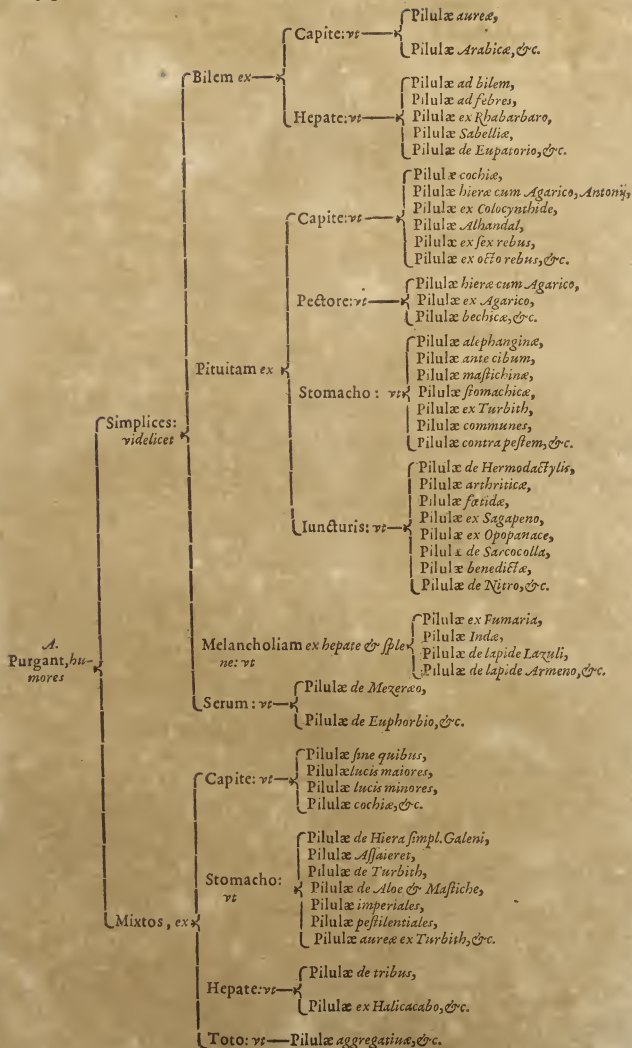 Pilulæ aureæ,
Capite: vt
Pilulæ Arabicæ, &c.
Bilem ex
Pilulæ ad bilem,
Pilulæ ad febres,
Hepate: vt Pilulæ ex Rhabarbaro,
Pilulæ Sabelliæ,
Pilulæ de Eupatorio, &c.
Pilulæ cochiæ,
Pilulæ hieræ cum Agarico, Antonij,
Capite: vt Pilulæ ex Colocynthide,
Pilulæ Alhandal,
Pilulæ ex ſex rebus,
Pilulæ ex octo rebus, &c.
Pilulæ hieræ cum Agarico,
Pectore: vt Pilulæ ex Agarico,
Pilulæ bechicæ, &c.
Pilulæ alephanginæ,
Pilulæ ante cibum,
Pituitam ex
Pilulæ maſtichinæ,
Stomacho: vt Pilulæ ſtomachicæ,
Pilulæ ex Turbith,
Pilulæ communes,
Pilulæ contra peſtem, &c.
Simplices:
videlicet
Pilulæ de Hermodactylis,
Pilulæ arthriticæ,
Pilulæ fœtidæ,
Iuncturis: vt Pilulæ ex Sagapeno,
Pilulæ ex Opopanace,
Pilulæ de Sarcocolla,
Pilulæ benedictæ,
Pilulæ de Nitro, &c.
A.
Purgant, hu-
mores
Pilulæ ex Fumaria,
Melancholiam ex hepate & ſple Pilulæ Indæ,
ne: vt Pilulæ de lapide Lazuli,
Pilulæ de lapide Armeno, &c.
Pilulæ de Mezeræo,
Serum: vt
Pilulæ de Euphorbio, &c.
Pilulæ ſine quibus,
Capite: vt Pilulæ lucis maiores,
Pilulæ lucis minores,
Pilulæ cochiæ, &c.
Pilulæ de Hiera ſimpl. Galeni,
Pilulæ Aſſaieret,
Stomacho: Pilulæ de Turbith,
vt Pilulæ de Aloe & Maſtiche,
Pilulæ imperiales,
Pilulæ peſtilentiales,
Mixtos, ex Pilulæ aureæ ex Turbith, &c.
Pilulæ de tribus,
Hepate: vt
Pilulæ ex Halicacabo, &c.
Toto: vt Pilulæ aggregatiuæ, &c.